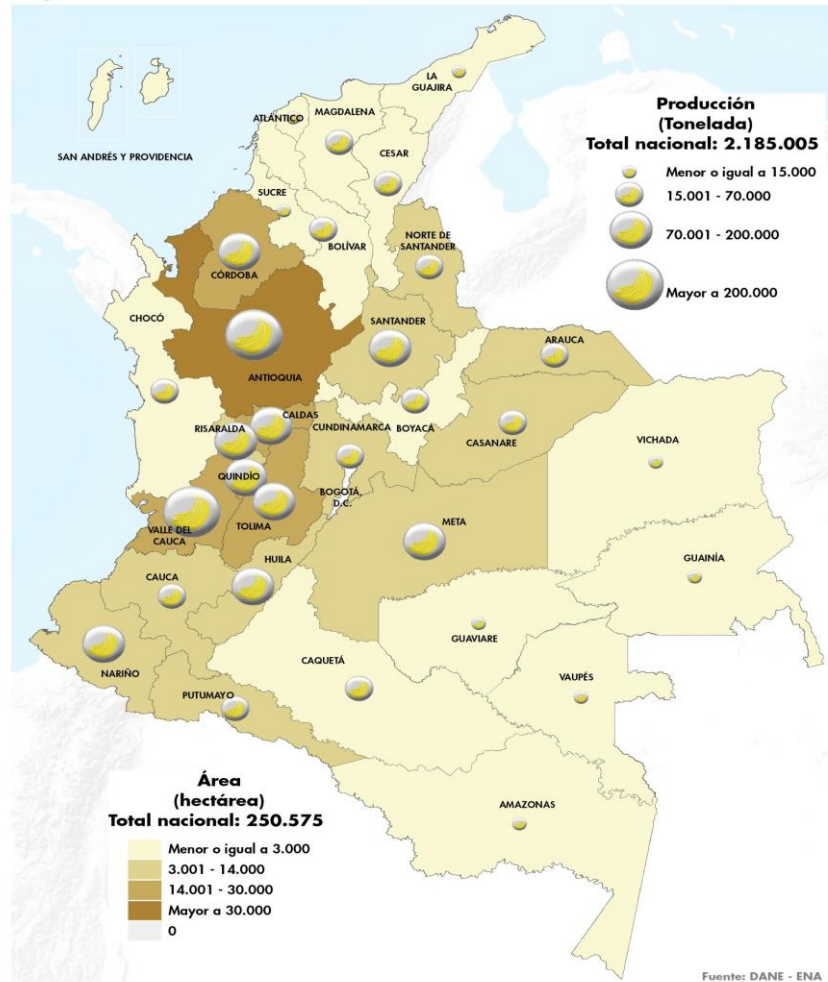 LA
GUAJIRA
MAGDALENA
ATLÁNTICO
CESAR
SAN ANDRÉS Y PROVIDENCIA
SUCRE
BOLÍVAR
NORTE DE
SANTANDER
CÓRDOBA
CHOCÓ
ANTIOQUIA
SANTANDER
ARAUCA
RISARALDA
CALDAS
CUNDINAMARCA
BOYACÁ
CASANARE
VICHADA
QUINDÍO
BOGOTÁ,
D.C.
TOLIMA
VALLE DEL
CAUCA
META
GUAINÍA
HUILA
CAUCA
GUAVIARE
NARIÑO
CAQUETÁ
VAUPÉS
PUTUMAYO
AMAZONAS
Producción
(Tonelada)
Total nacional: 2.185.005
Menor o igual a 15.000
15.001 - 70.000
70.001 - 200.000
Mayor a 200.000
Área
(hectárea)
Total nacional: 250.575
Menor o igual a 3.000
3.001 - 14.000
14.001 - 30.000
Mayor a 30.000
0
Fuente: DANE - ENA